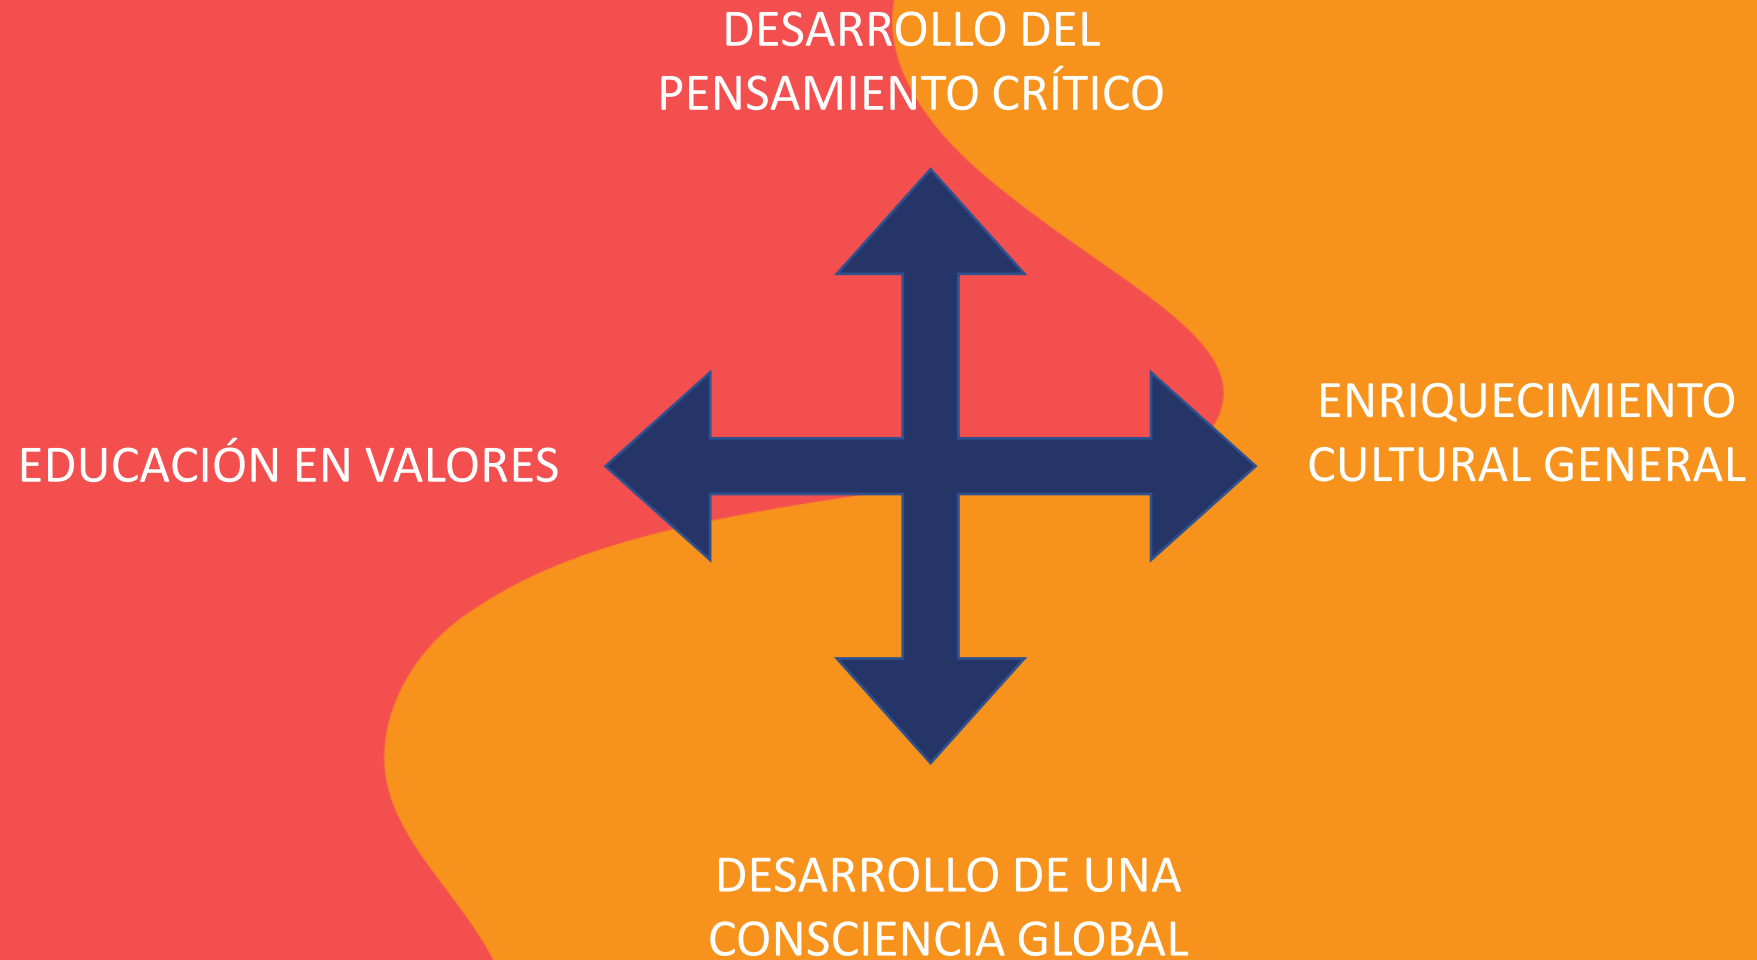 DESARROLLO DEL
PENSAMIENTO CRÍTICO
ENRIQUECIMIENTO
CULTURAL GENERAL
EDUCACIÓN EN VALORES
DESARROLLO DE UNA
CONSCIENCIA GLOBAL